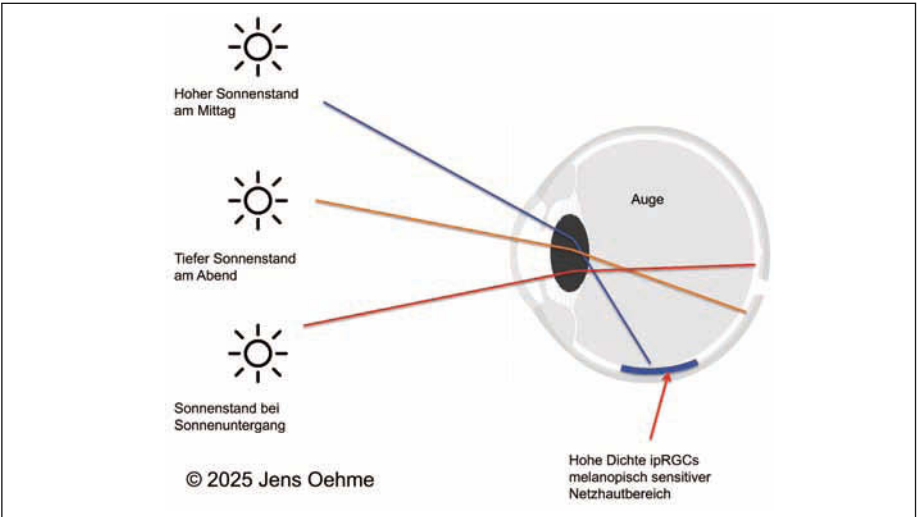 Hoher Sonnenstand
am Mittag
Auge
Tiefer Sonnenstand
am Abend
Sonnenstand bei
Sonnenuntergang
Hohe Dichte ipRGCs
melanopisch sensitiver
Netzhautbereich
© 2025 Jens Oehme